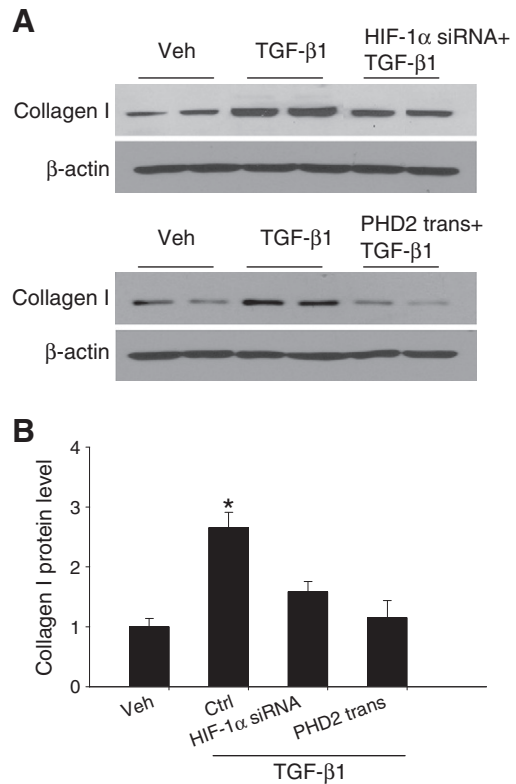 A
Veh TGF-β1 HIF-1α siRNA+
TGF-β1
Collagen I
β-actin
Veh TGF-β1 PHD2 trans+
TGF-β1
Collagen I
β-actin
B
Collagen I protein level
4
3
2
1
0
*
Veh Ctrl HIF-1α siRNA PHD2 trans
TGF-β1